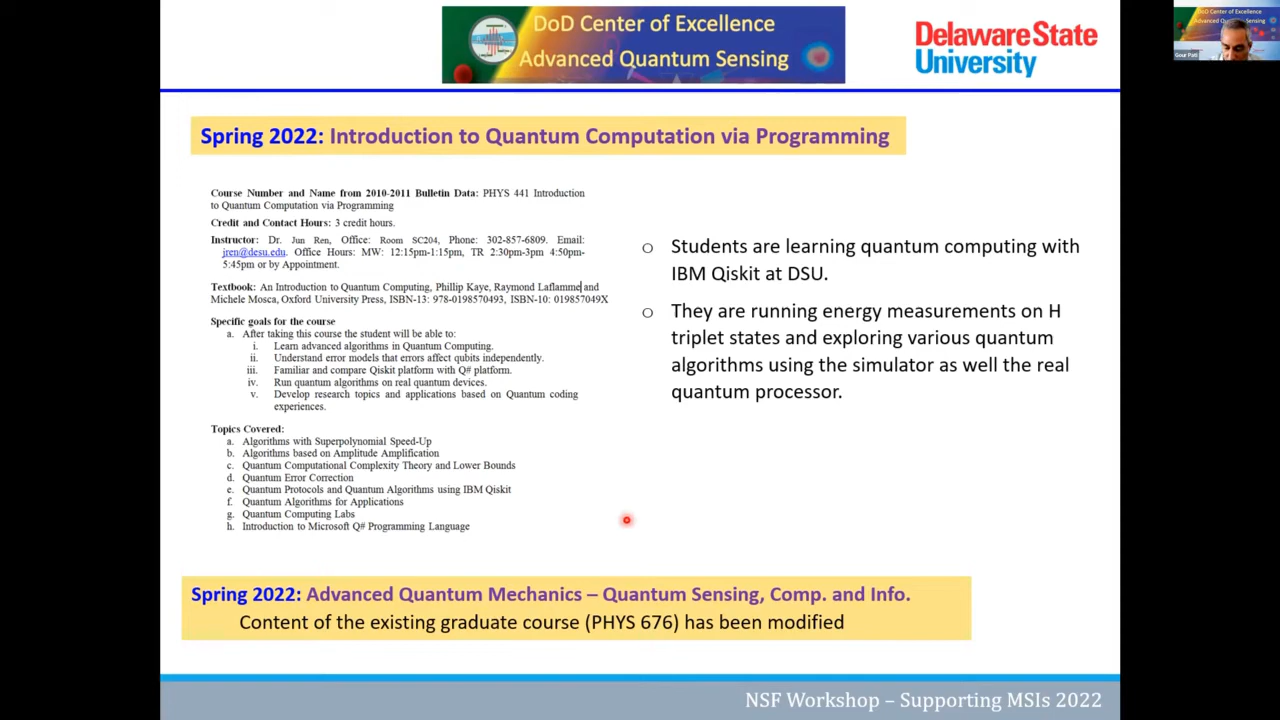 DoD Center of Excellence
Advanced Quantum Sensing
Delaware State
University
DoD Center of Excellence
Gour Pati
Spring 2022: Introduction to Quantum Computation via Programming
Course Number and Name from 2010-2011 Bulletin Data: PHYS 441 Introduction
to Quantum Computation via Programming
Credit and Contact Hours: 3 credit hours.
Instructor: Dr. Jun Ren, Office: Room SC204, Phone: 302-857-6809. Email:
jren@desu.edu. Office Hours: MW: 12:15pm-1:15pm, TR 2:30pm-3pm 4:50pm-
5:45pm or by Appointment.
Textbook: An Introduction to Quantum Computing, Phillip Kaye, Raymond Laflamme and
Michele Mosca, Oxford University Press, ISBN-13: 978-0198570493, ISBN-10: 019857049X
Specific goals for the course
a. After taking this course the student will be able to:
i. Learn advanced algorithms in Quantum Computing.
ii. Understand error models that errors affect qubits independently.
iii. Familiar and compare Qiskit platform with Q# platform.
iv. Run quantum algorithms on real quantum devices.
v. Develop research topics and applications based on Quantum coding
experiences.
Topics Covered:
a. Algorithms with Superpolynomial Speed-Up
b. Algorithms based on Amplitude Amplification
c. Quantum Computational Complexity Theory and Lower Bounds
d. Quantum Error Correction
e. Quantum Protocols and Quantum Algorithms using IBM Qiskit
f. Quantum Algorithms for Applications
g. Quantum Computing Labs
h. Introduction to Microsoft Q# Programming Language
o Students are learning quantum computing with
IBM Qiskit at DSU.
o They are running energy measurements on H
triplet states and exploring various quantum
algorithms using the simulator as well the real
quantum processor.
Spring 2022: Advanced Quantum Mechanics – Quantum Sensing, Comp. and Info.
Content of the existing graduate course (PHYS 676) has been modified
NSF Workshop – Supporting MSIs 2022